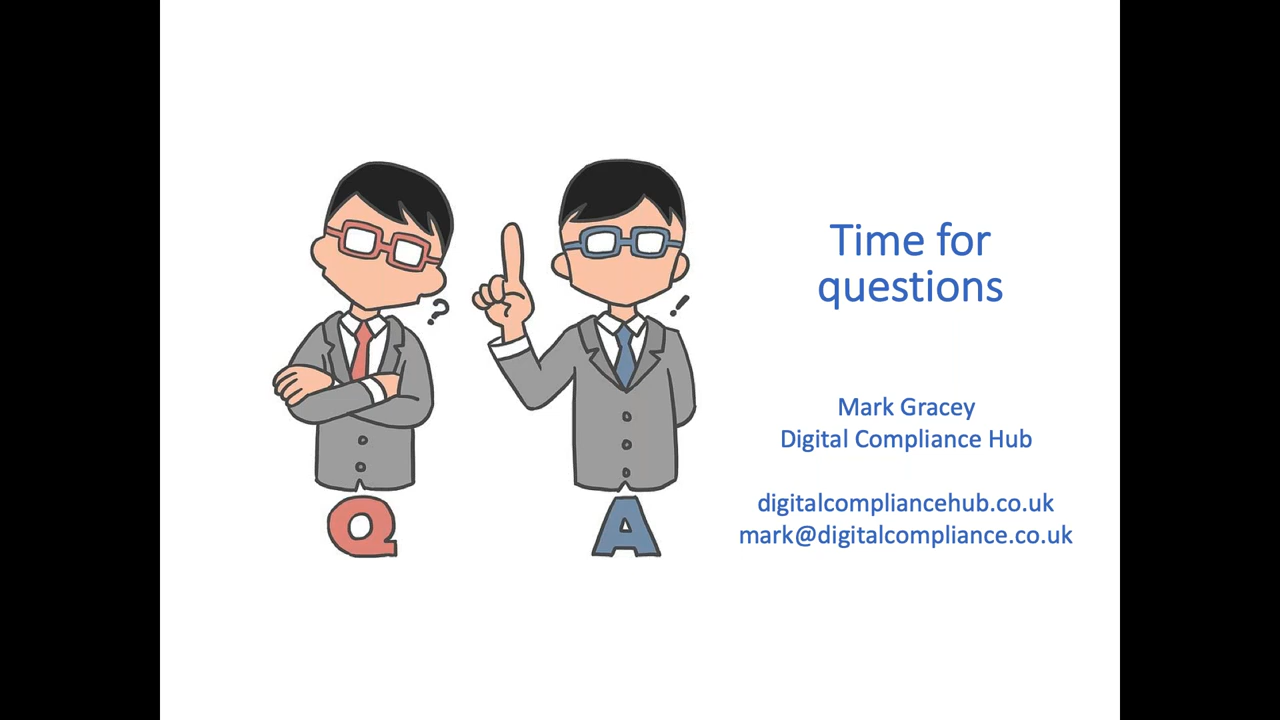 Time for
questions
Mark Gracey
Digital Compliance Hub
digitalcompliancehub.co.uk
mark@digitalcompliance.co.uk
?
!
Q
A